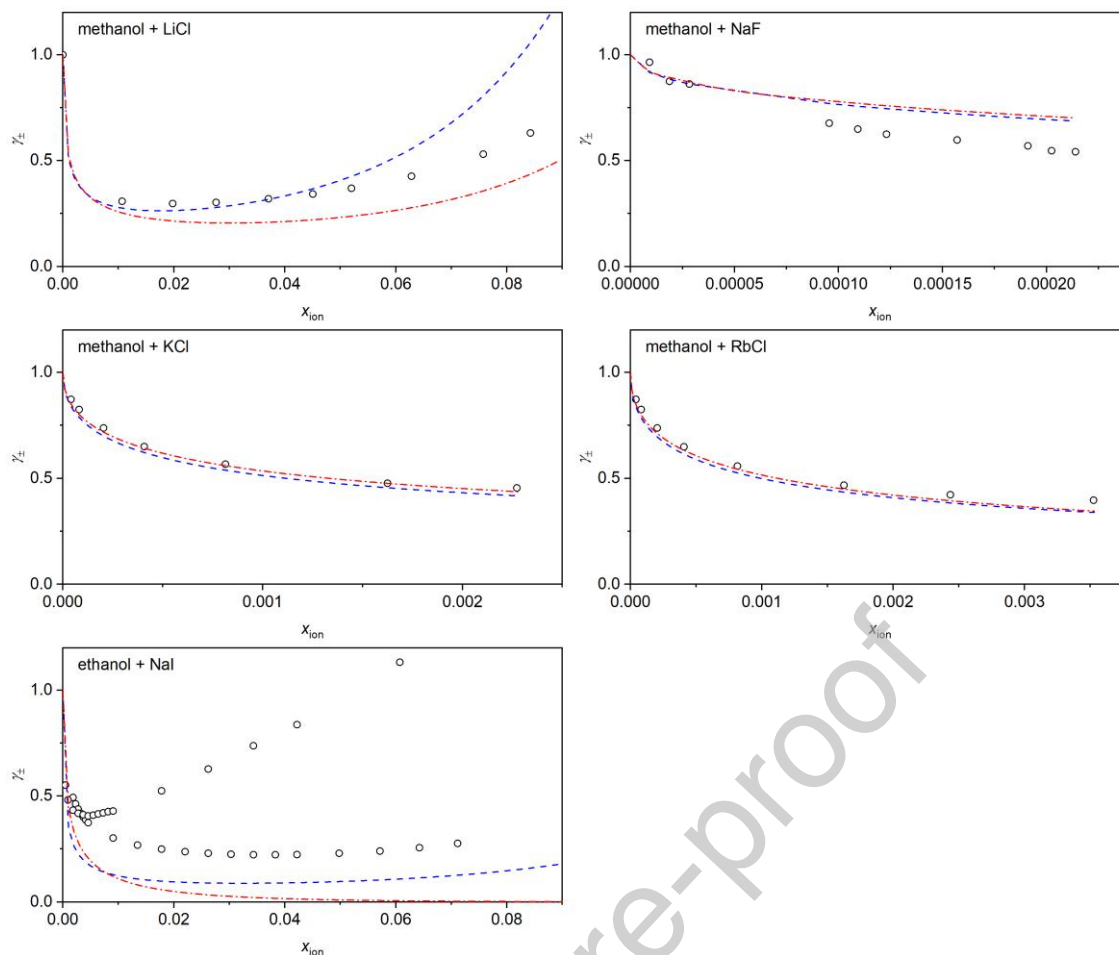 methanol + LiCl
methanol + NaF
1.0
1.0
γ±
γ±
0.5
0.5
0.0
0.0
0.00 0.02 0.04 0.06 0.08
0.00000 0.00005 0.00010 0.00015 0.00020
xion
xion
methanol + KCl
methanol + RbCl
1.0
1.0
γ±
γ±
0.5
0.5
0.0
0.0
0.000 0.001 0.002
0.000 0.001 0.002 0.003
xion
xion
ethanol + NaI
1.0
γ±
0.5
0.0
0.00 0.02 0.04 0.06 0.08
xion
re-proof